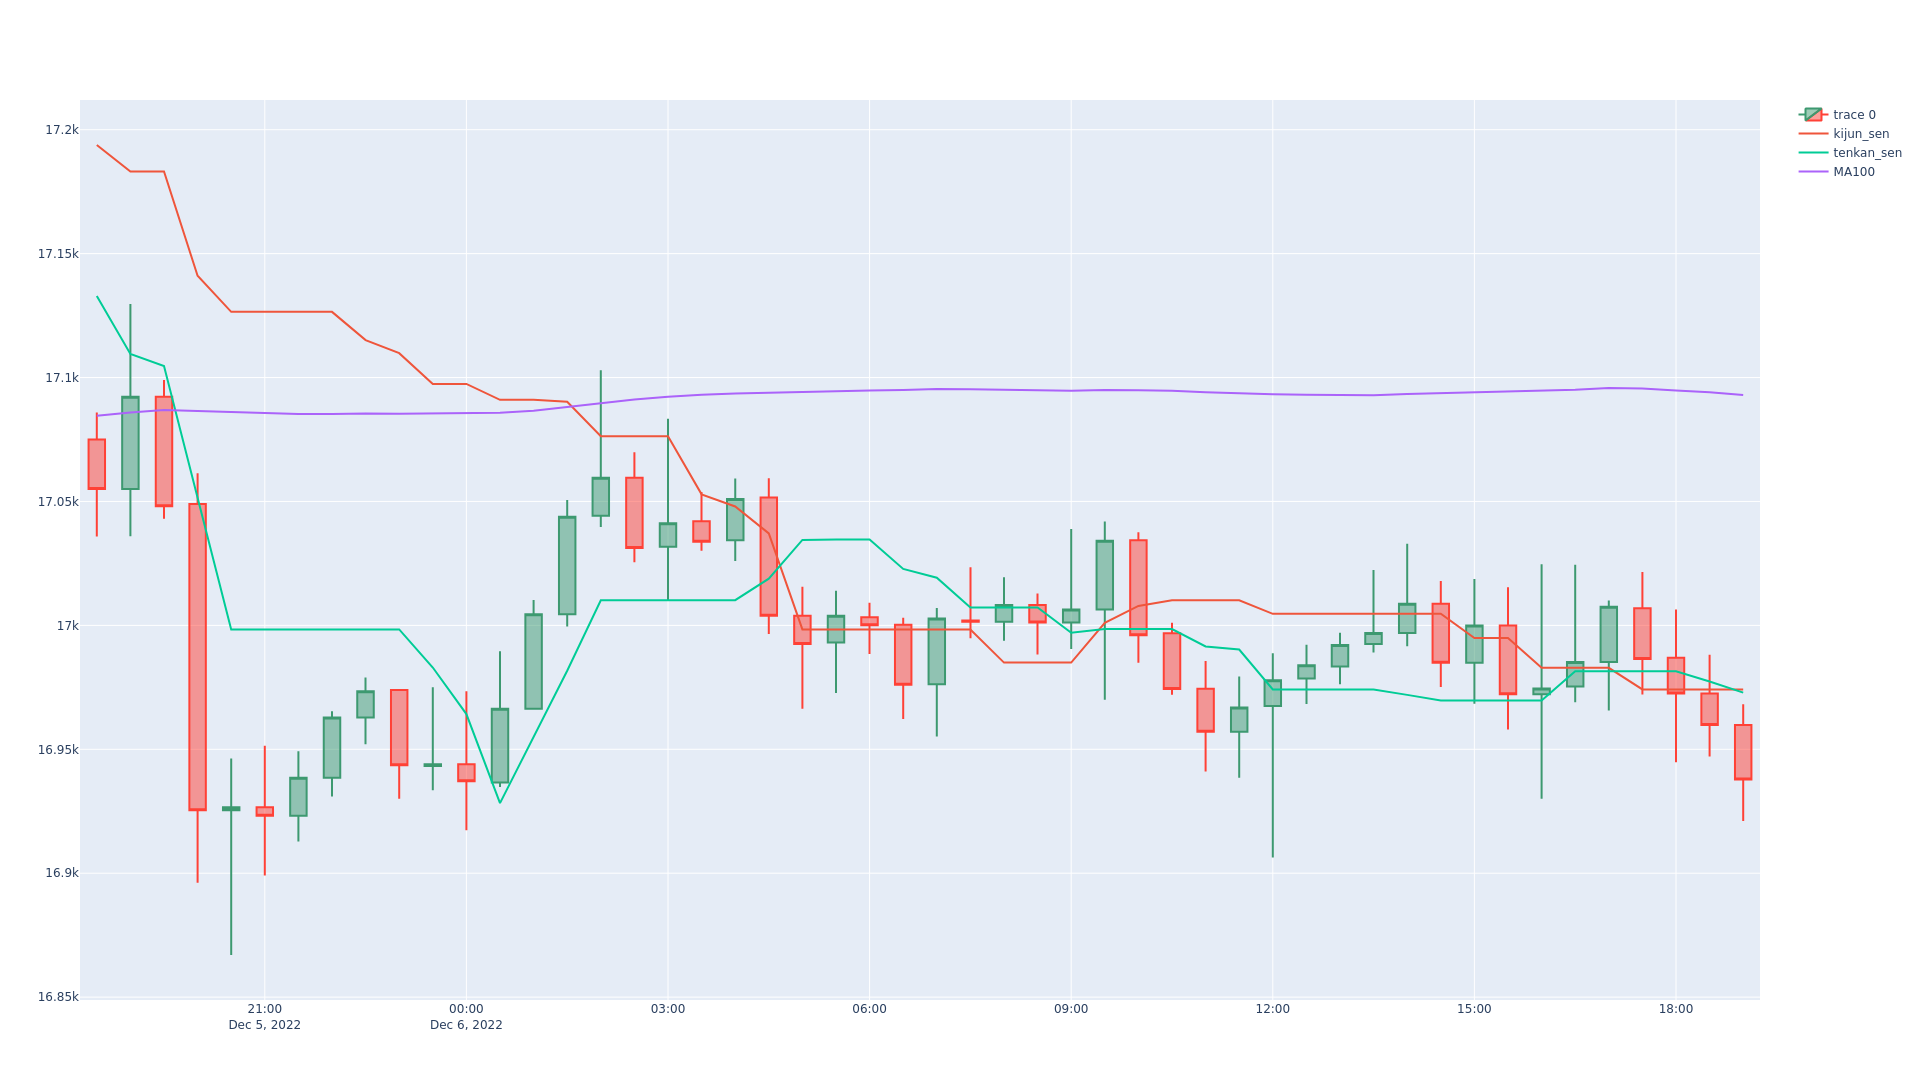 17.2k
17.15k
17.1k
17.05k
17k
16.95k
16.9k
16.85k
21:00
Dec 5, 2022
00:00
Dec 6, 2022
03:00
06:00
09:00
12:00
15:00
18:00
trace 0
kijun_sen
tenkan_sen
MA100